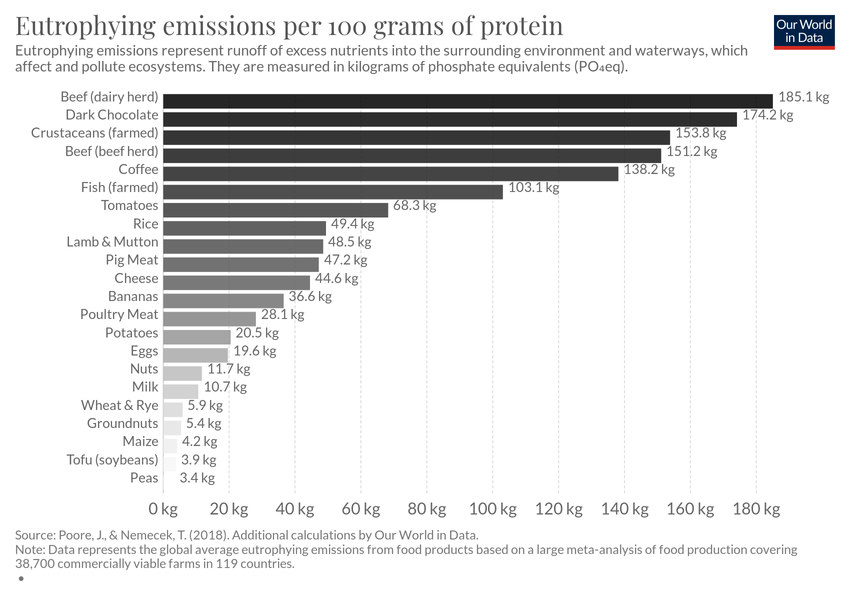 Eutrophying emissions per 100 grams of protein
Our World
in Data
Eutrophying emissions represent runoff of excess nutrients into the surrounding environment and waterways, which
affect and pollute ecosystems. They are measured in kilograms of phosphate equivalents (PO₄eq).
Beef (dairy herd) 185.1 kg
Dark Chocolate 174.2 kg
Crustaceans (farmed) 153.8 kg
Beef (beef herd) 151.2 kg
Coffee 138.2 kg
Fish (farmed) 103.1 kg
Tomatoes 68.3 kg
Rice 49.4 kg
Lamb & Mutton 48.5 kg
Pig Meat 47.2 kg
Cheese 44.6 kg
Bananas 36.6 kg
Poultry Meat 28.1 kg
Potatoes 20.5 kg
Eggs 19.6 kg
Nuts 11.7 kg
Milk 10.7 kg
Wheat & Rye 5.9 kg
Groundnuts 5.4 kg
Maize 4.2 kg
Tofu (soybeans) 3.9 kg
Peas 3.4 kg
0 kg 20 kg 40 kg 60 kg 80 kg 100 kg 120 kg 140 kg 160 kg 180 kg
Source: Poore, J., & Nemecek, T. (2018). Additional calculations by Our World in Data.
Note: Data represents the global average eutrophying emissions from food products based on a large meta-analysis of food production covering
38,700 commercially viable farms in 119 countries.
•